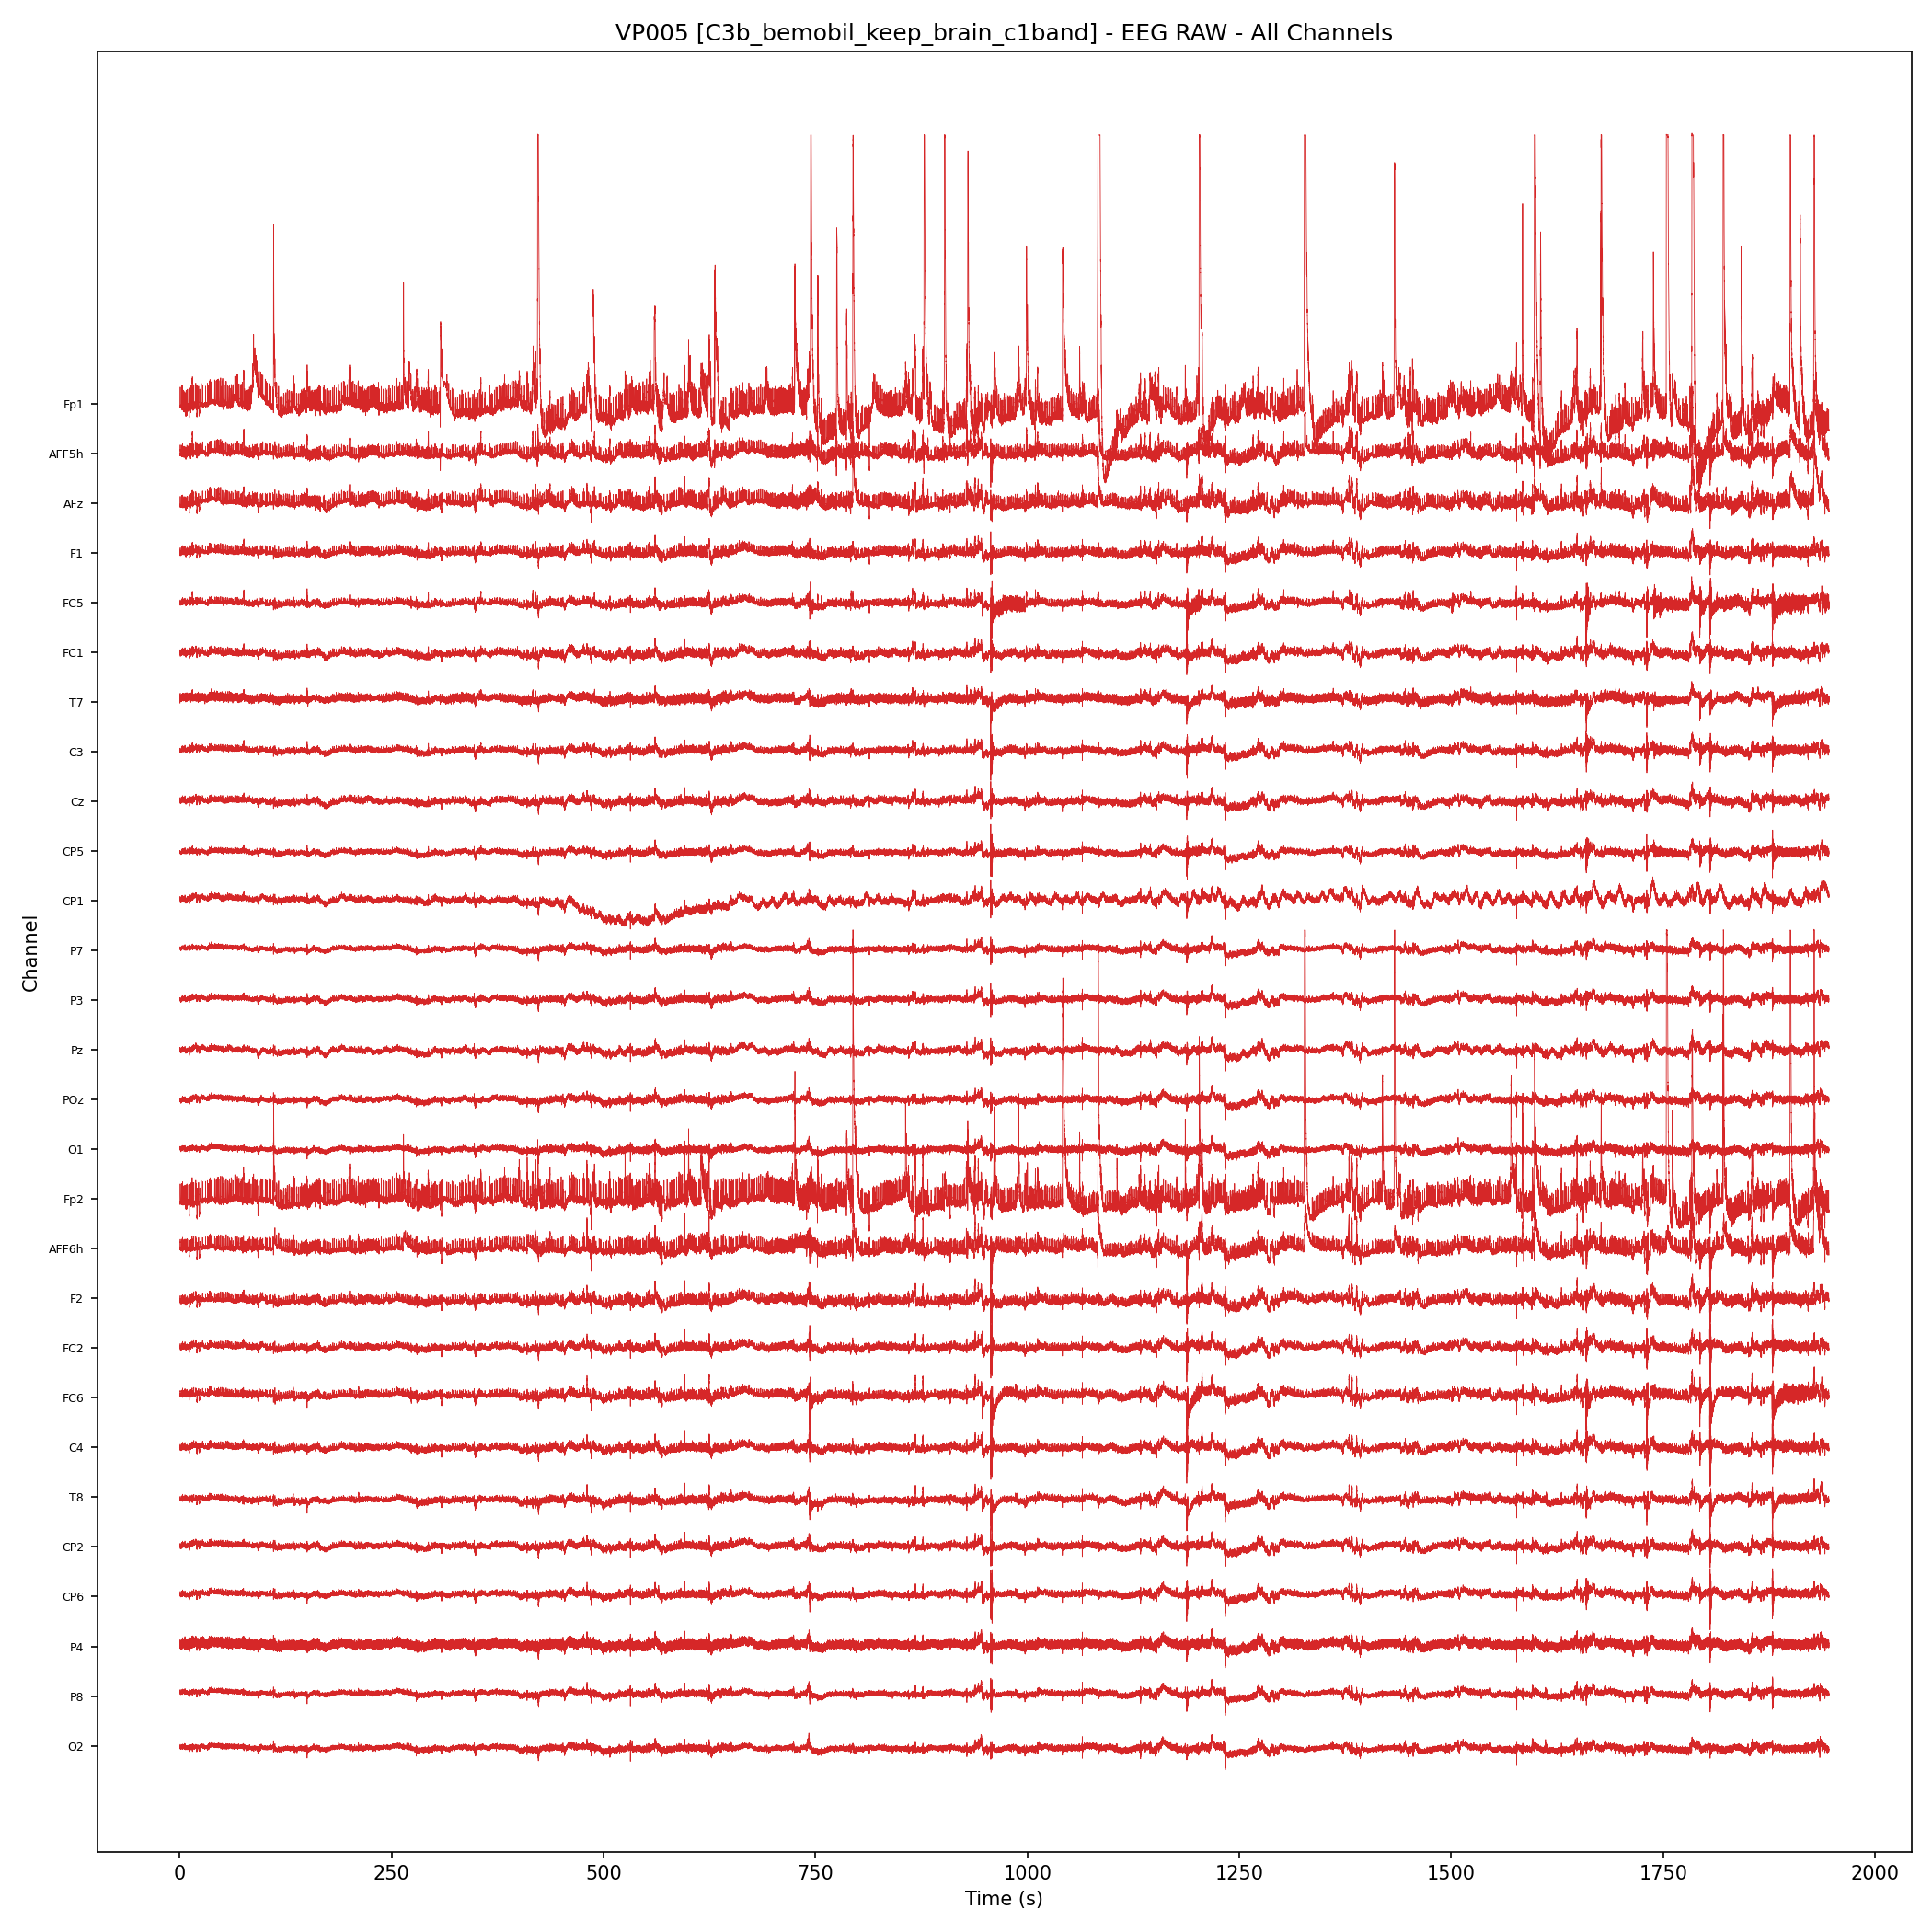 VP005 [C3b_bemobil_keep_brain_c1band] - EEG RAW - All Channels
Channel
Fp1
AFF5h
AFz
F1
FC5
FC1
T7
C3
Cz
CP5
CP1
P7
P3
Pz
POz
O1
Fp2
AFF6h
F2
FC2
FC6
C4
T8
CP2
CP6
P4
P8
O2
0 250 500 750 1000 1250 1500 1750 2000
Time (s)